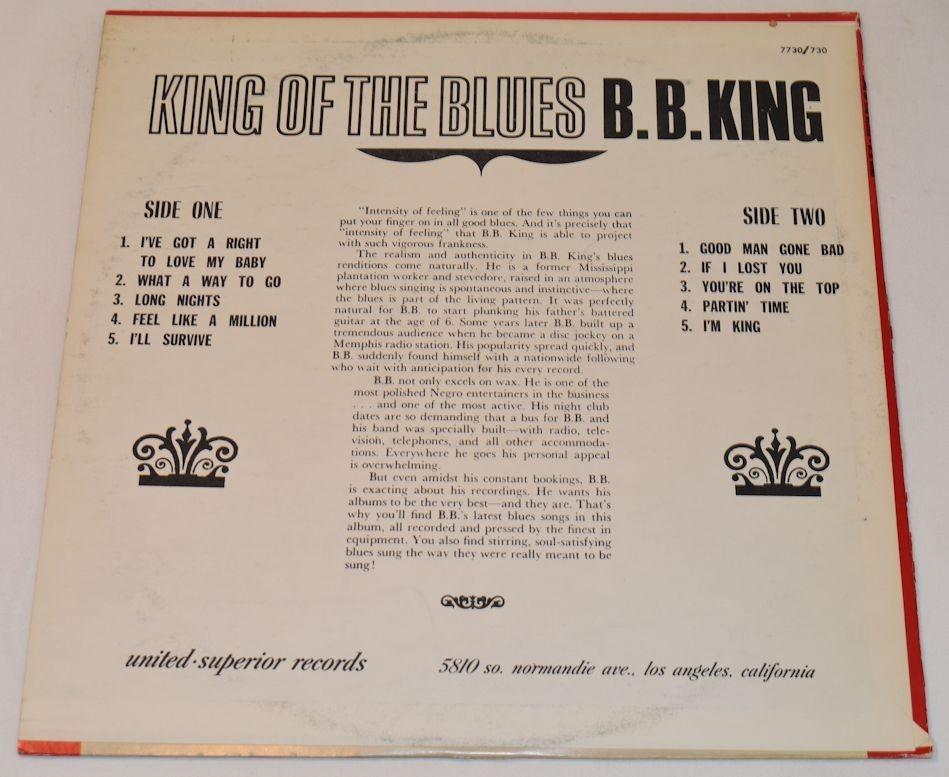 7730/730
KING OF THE BLUES B.B. KING
SIDE ONE
1. I'VE GOT A RIGHT
TO LOVE MY BABY
2. WHAT A WAY TO GO
3. LONG NIGHTS
4. FEEL LIKE A MILLION
5. I'LL SURVIVE
"Intensity of feeling" is one of the few things you can
put your finger on in all good blues. And it's precisely that
"intensity of feeling" that B.B. King is able to project
with such vigorous frankness.
The realism and authenticity in B.B. King's blues
renditions come naturally. He is a former Mississippi
plantation worker and stevedore, raised in an atmosphere
where blues singing is spontaneous and instinctive—where
the blues is part of the living pattern. It was perfectly
natural for B.B. to start plunking his father's battered
guitar at the age of 6. Some years later B.B. built up a
tremendous audience when he became a disc jockey on a
Memphis radio station. His popularity spread quickly, and
B.B. suddenly found himself with a nationwide following
who wait with anticipation for his every record.
B.B. not only excels on wax. He is one of the
most polished Negro entertainers in the business
. . . and one of the most active. His night club
dates are so demanding that a bus for B.B. and
his band was specially built—with radio, tele-
vision, telephones, and all other accommoda-
tions. Everywhere he goes his personal appeal
is overwhelming.
But even amidst his constant bookings, B.B.
is exacting about his recordings. He wants his
albums to be the very best—and they are. That's
why you'll find B.B.'s latest blues songs in this
album, all recorded and pressed by the finest in
equipment. You also find stirring, soul-satisfying
blues sung the way they were really meant to be
sung!
SIDE TWO
1. GOOD MAN GONE BAD
2. IF I LOST YOU
3. YOU'RE ON THE TOP
4. PARTIN' TIME
5. I'M KING
united·superior records
5810 so. normandie ave., los angeles, california